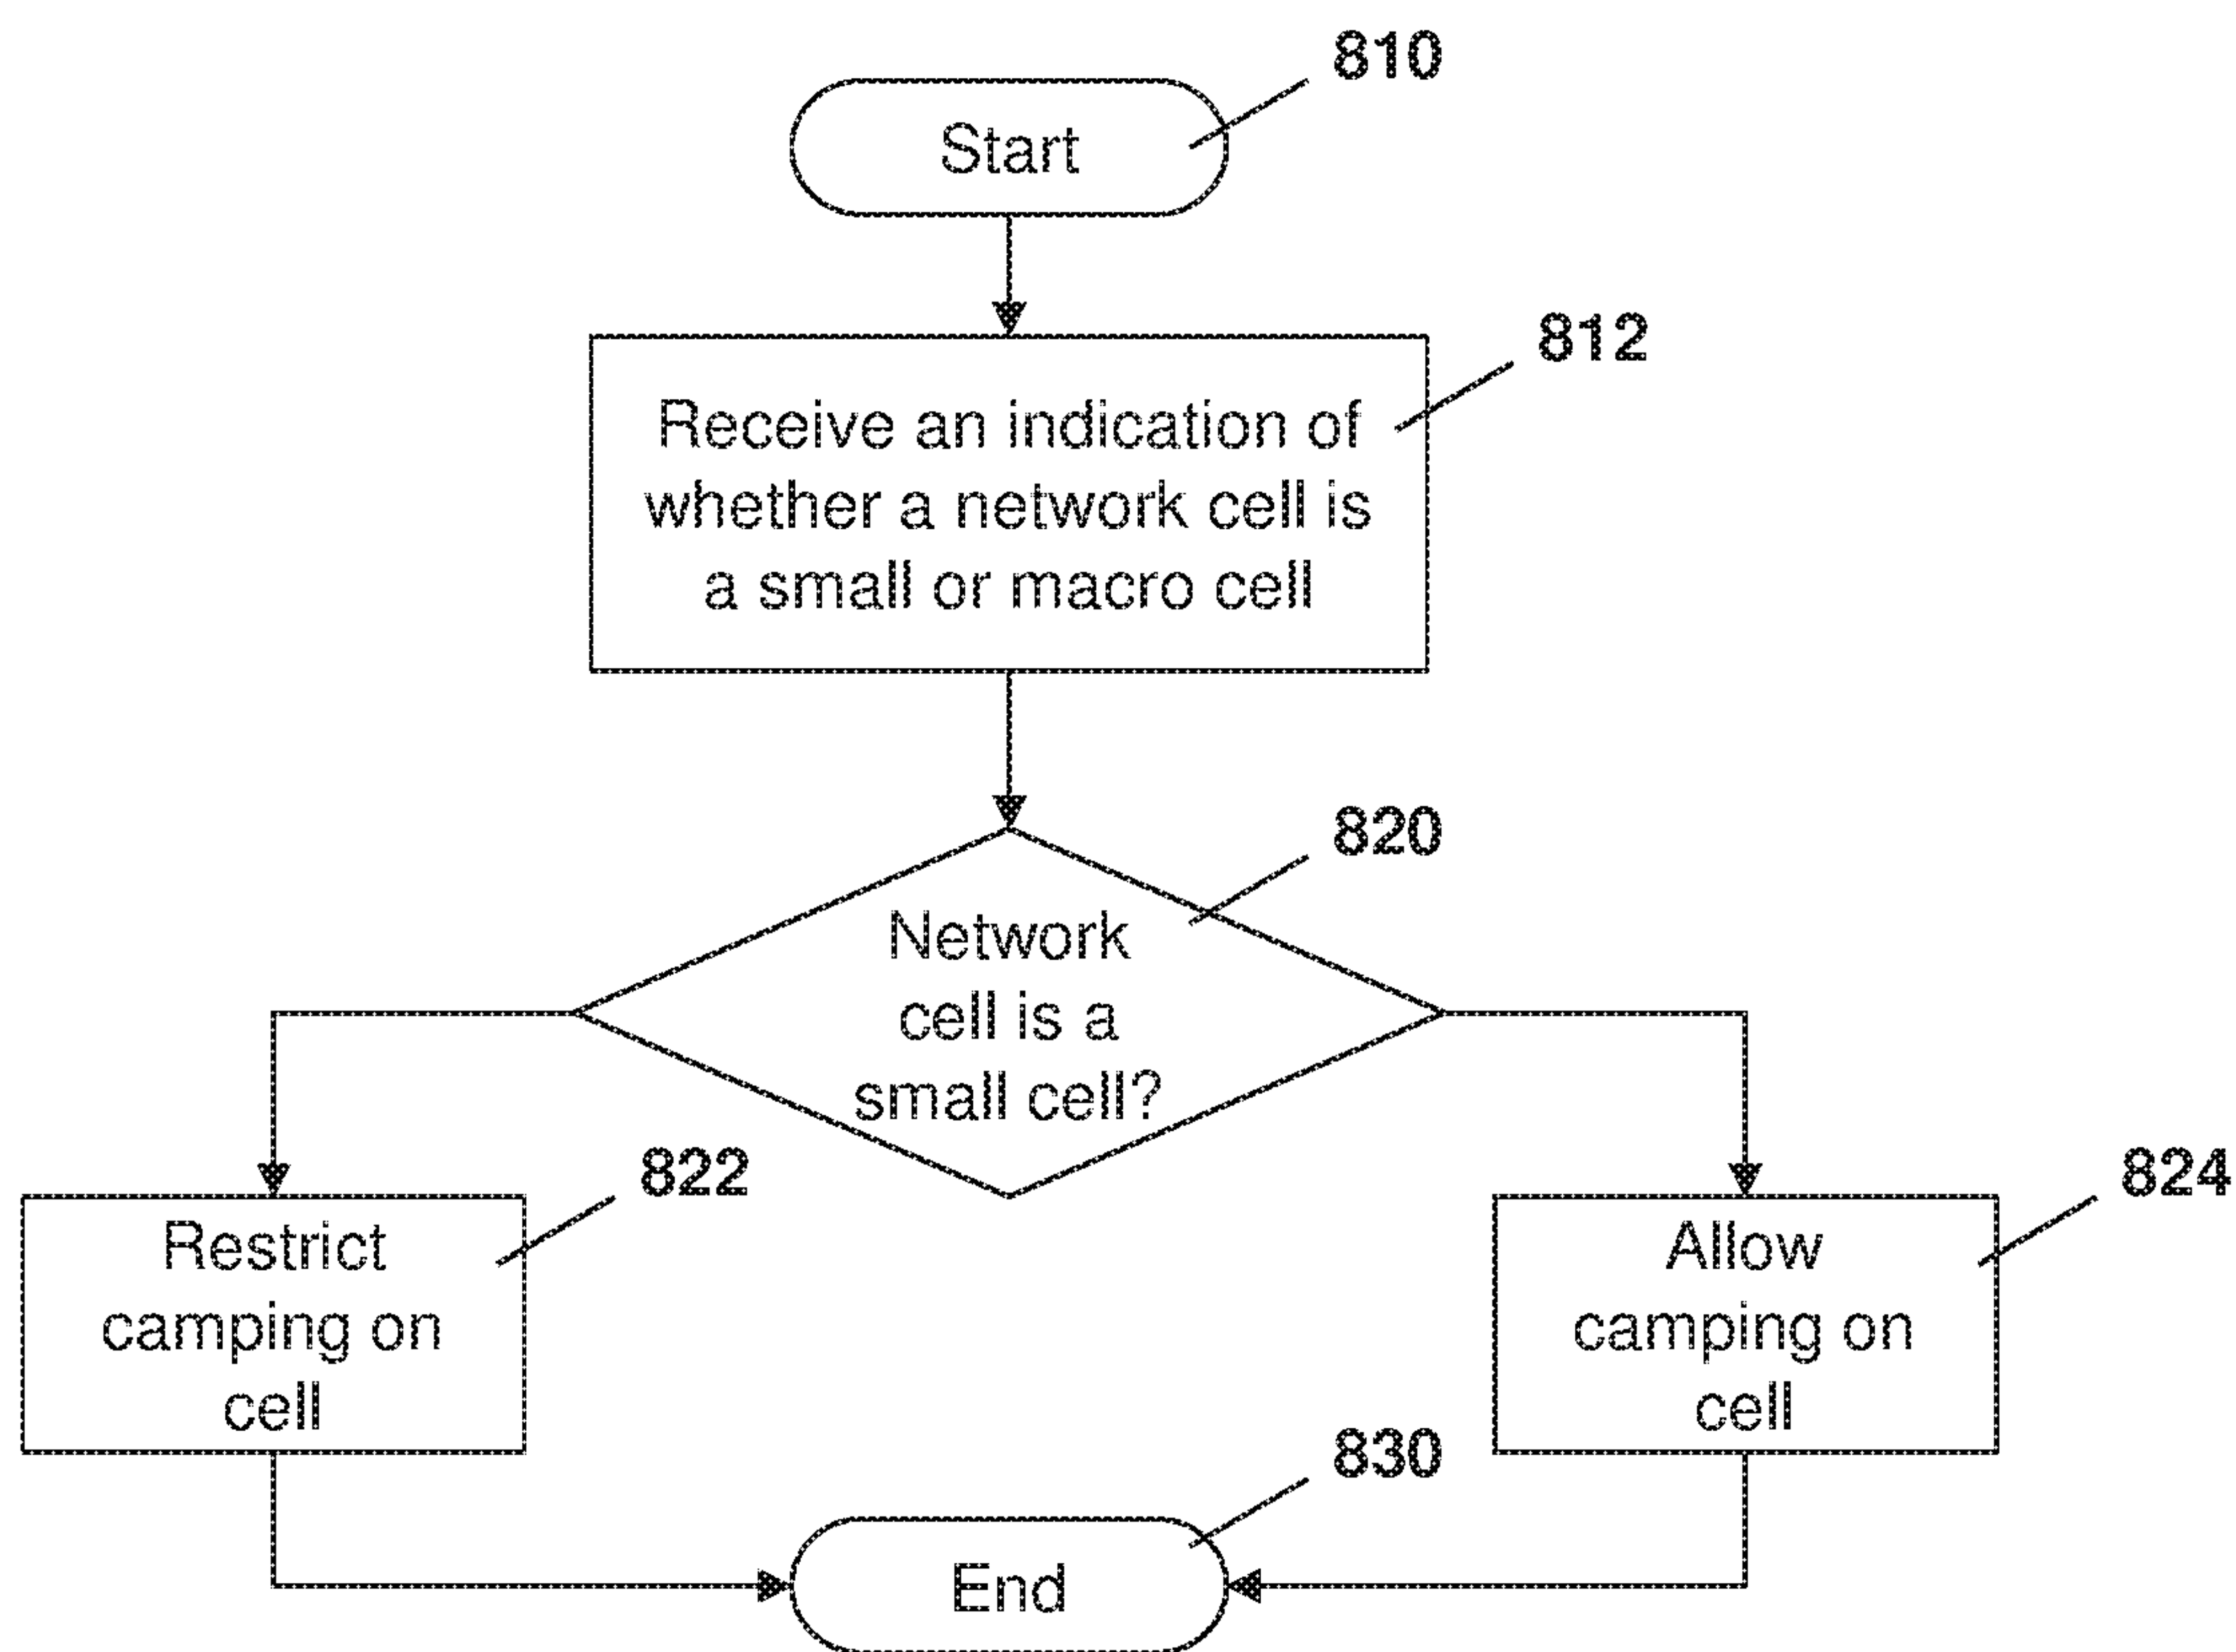 810
Start
812
Receive an indication of
whether a network cell is
a small or macro cell
820
Network
cell is a
small cell?
822
Restrict
camping on
cell
824
Allow
camping on
cell
830
End